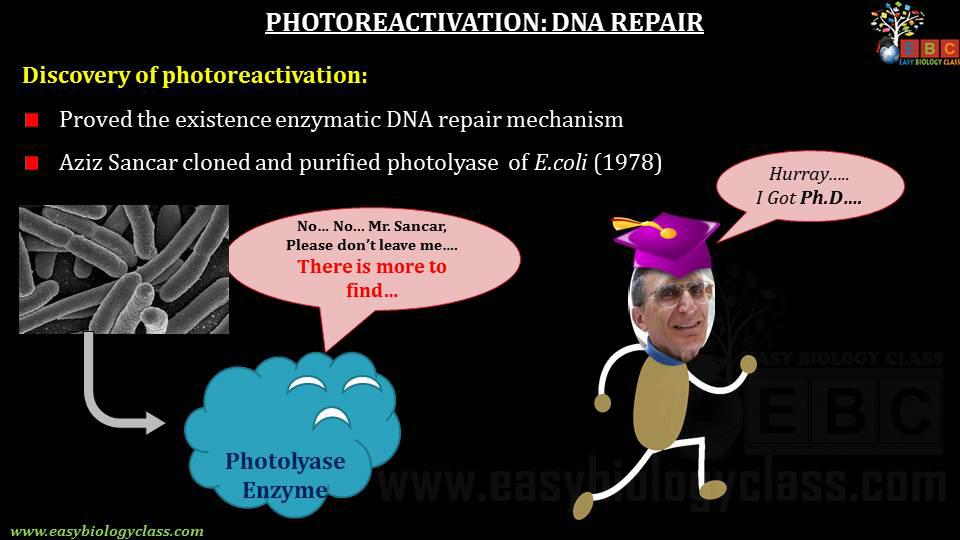 PHOTOREACTIVATION: DNA REPAIR
E B C
EASY BIOLOGY CLASS
Discovery of photoreactivation:
Proved the existence enzymatic DNA repair mechanism
Aziz Sancar cloned and purified photolyase of E.coli (1978)
Hurray.....
I Got Ph.D....
No... No... Mr. Sancar,
Please don't leave me....
There is more to
find...
Photolyase
Enzyme
EASY BIOLOGY CLASS
E B C
www.easybiologyclass.com
www.easybiologyclass.com